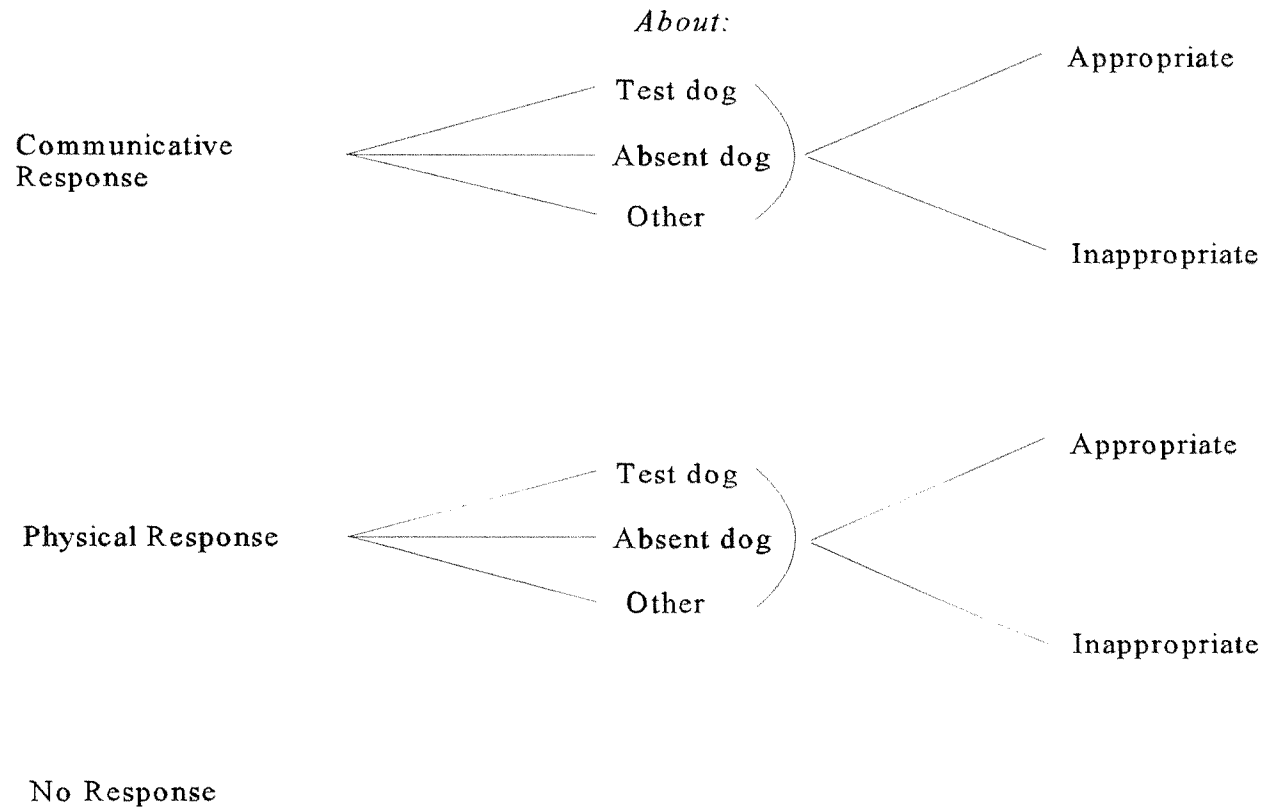 About:
Communicative
Response
Test dog
Absent dog
Other
Appropriate
Inappropriate
Physical Response
Test dog
Absent dog
Other
Appropriate
Inappropriate
No Response